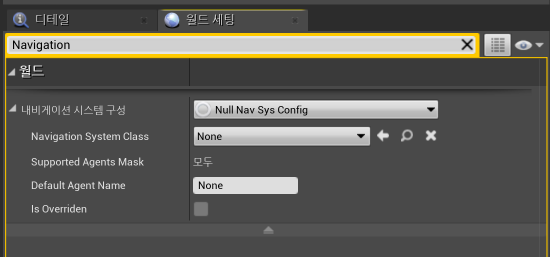 디테일
월드 세팅
Navigation
월드
내비게이션 시스템 구성
Null Nav Sys Config
Navigation System Class
None
Supported Agents Mask
모두
Default Agent Name
None
Is Overriden